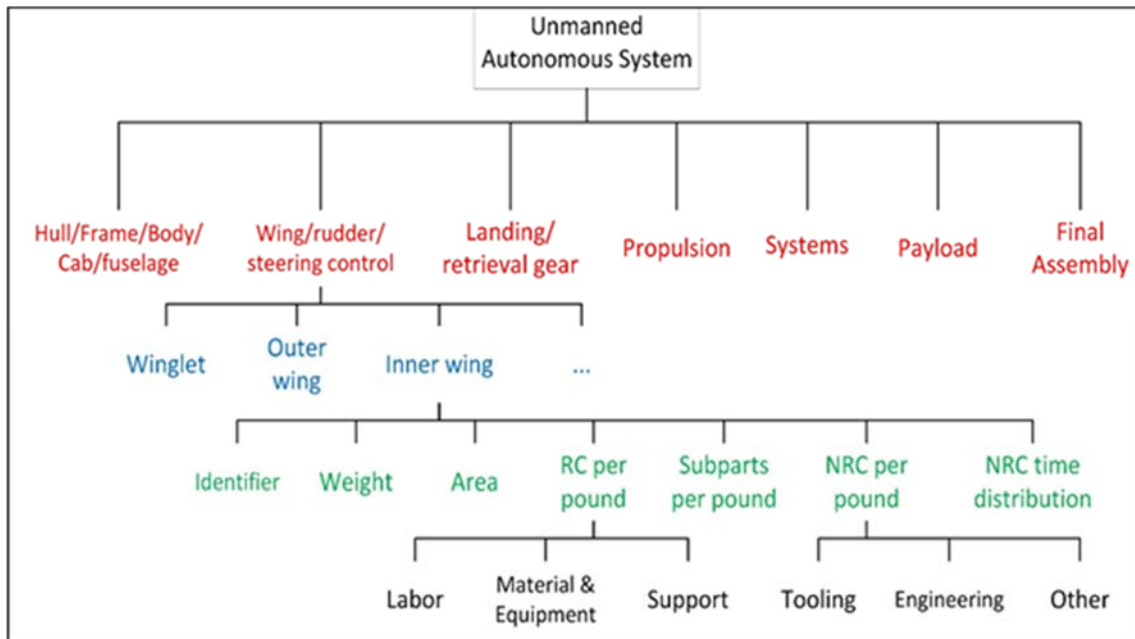 Unmanned
Autonomous System
Hull/Frame/Body/
Cab/fuselage
Wing/rudder/
steering control
Landing/
retrieval gear
Propulsion
Systems
Payload
Final
Assembly
Winglet
Outer
wing
Inner wing
...
Identifier
Weight
Area
RC per
pound
Subparts
per pound
NRC per
pound
NRC time
distribution
Labor
Material &
Equipment
Support
Tooling
Engineering
Other